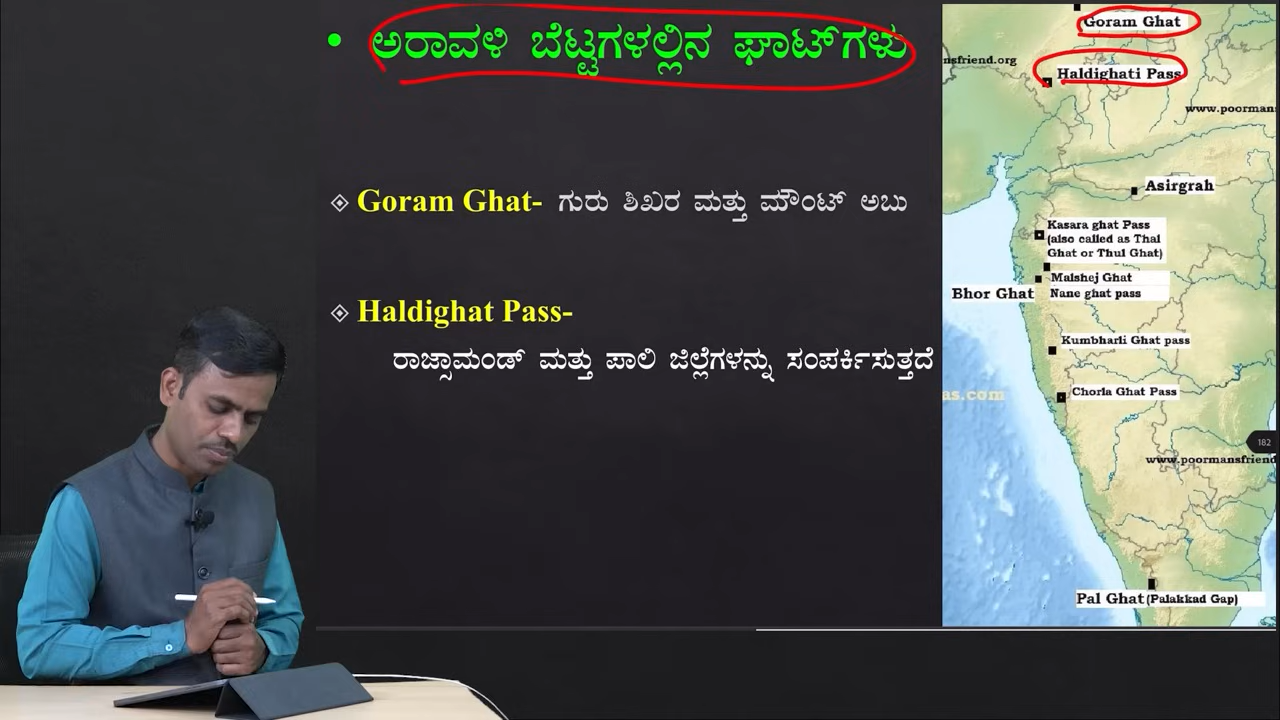 • ಅರಾವಳಿ ಬೆಟ್ಟಗಳಲ್ಲಿನ ಘಾಟ್‌ಗಳು
Goram Ghat- ಗುರು ಶಿಖರ ಮತ್ತು ಮೌಂಟ್ ಅಬು
Haldighat Pass-
ರಾಜ್ಸಾಮಂಡ್ ಮತ್ತು ಪಾಲಿ ಜಿಲ್ಲೆಗಳನ್ನು ಸಂಪರ್ಕಿಸುತ್ತದೆ
Goram Ghat
nsfriend.org
Haldighati Pass
www.poormans
Asirgrah
Kasara ghat Pass
(also called as Thal
Ghat or Thul Ghat)
Malshej Ghat
Bhor Ghat
Nane ghat pass
Kumbharli Ghat pass
Chorla Ghat Pass
as.com
182
www.poormansfriend
Pal Ghat (Palakkad Gap)